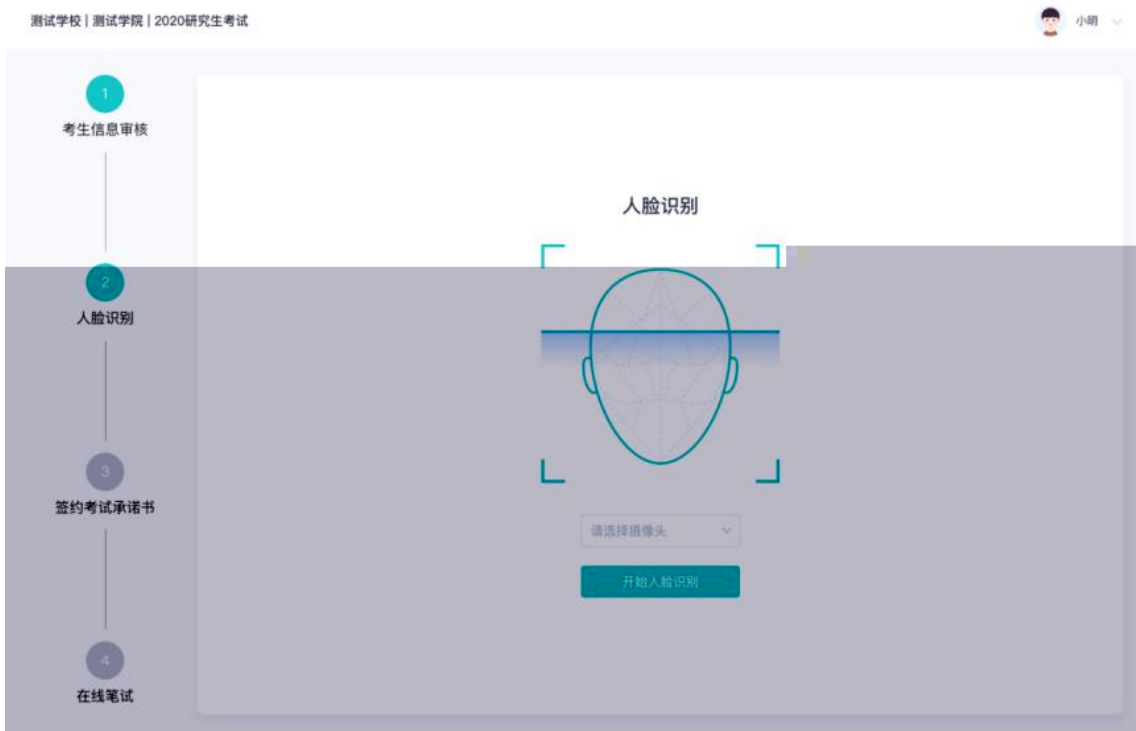 测试学校 | 测试学院 | 2020研究生考试
小明
1
考生信息审核
2
人脸识别
3
签约考试承诺书
4
在线笔试
人脸识别
请选择摄像头
开始人脸识别